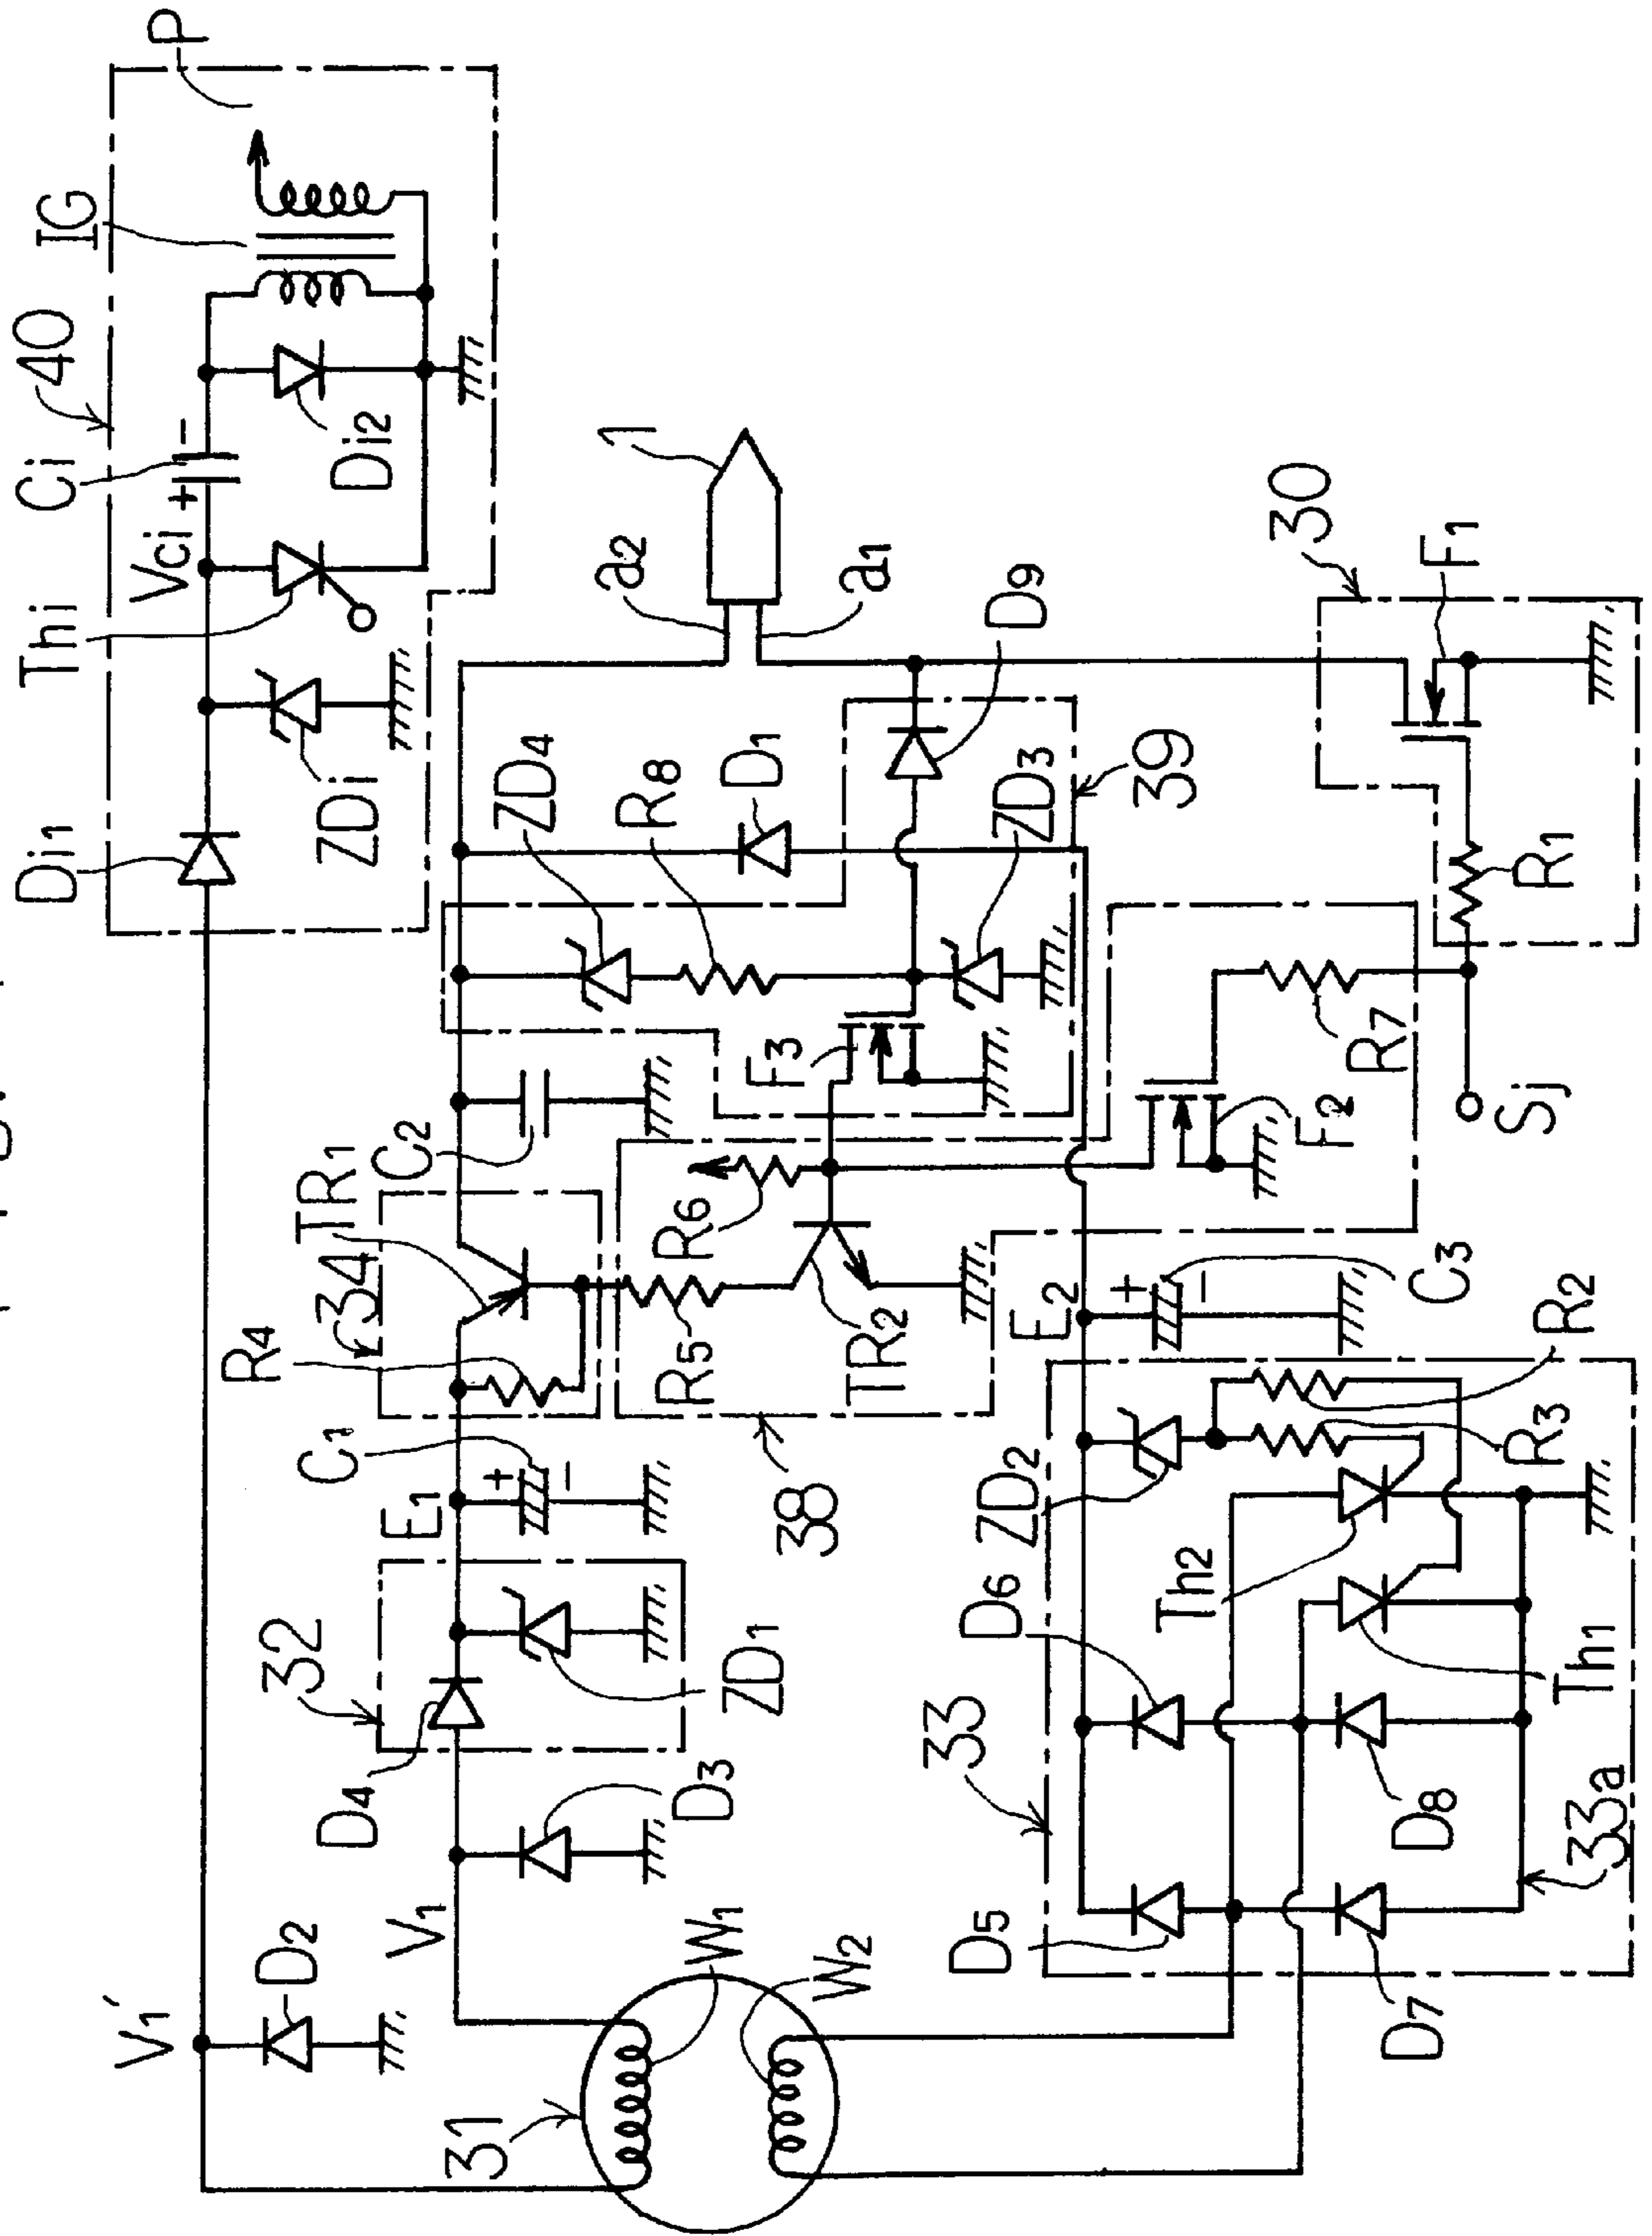 P
IG
40
Ci
Di2
+
−
Vci
Thi
ZDi
Di1
V1′
D2
1
a2
a1
D9
30
F1
R1
39
ZD4
R8
D1
ZD3
F3
C2
R7
F2
Sj
TR1
34
R4
R6
R5
TR2
38
E2
+
−
C3
R2
R3
ZD2
Th2
Th1
C1
E1
+
−
32
ZD1
D4
D3
V1
W1
W2
31
33
D6
D5
D8
D7
33a